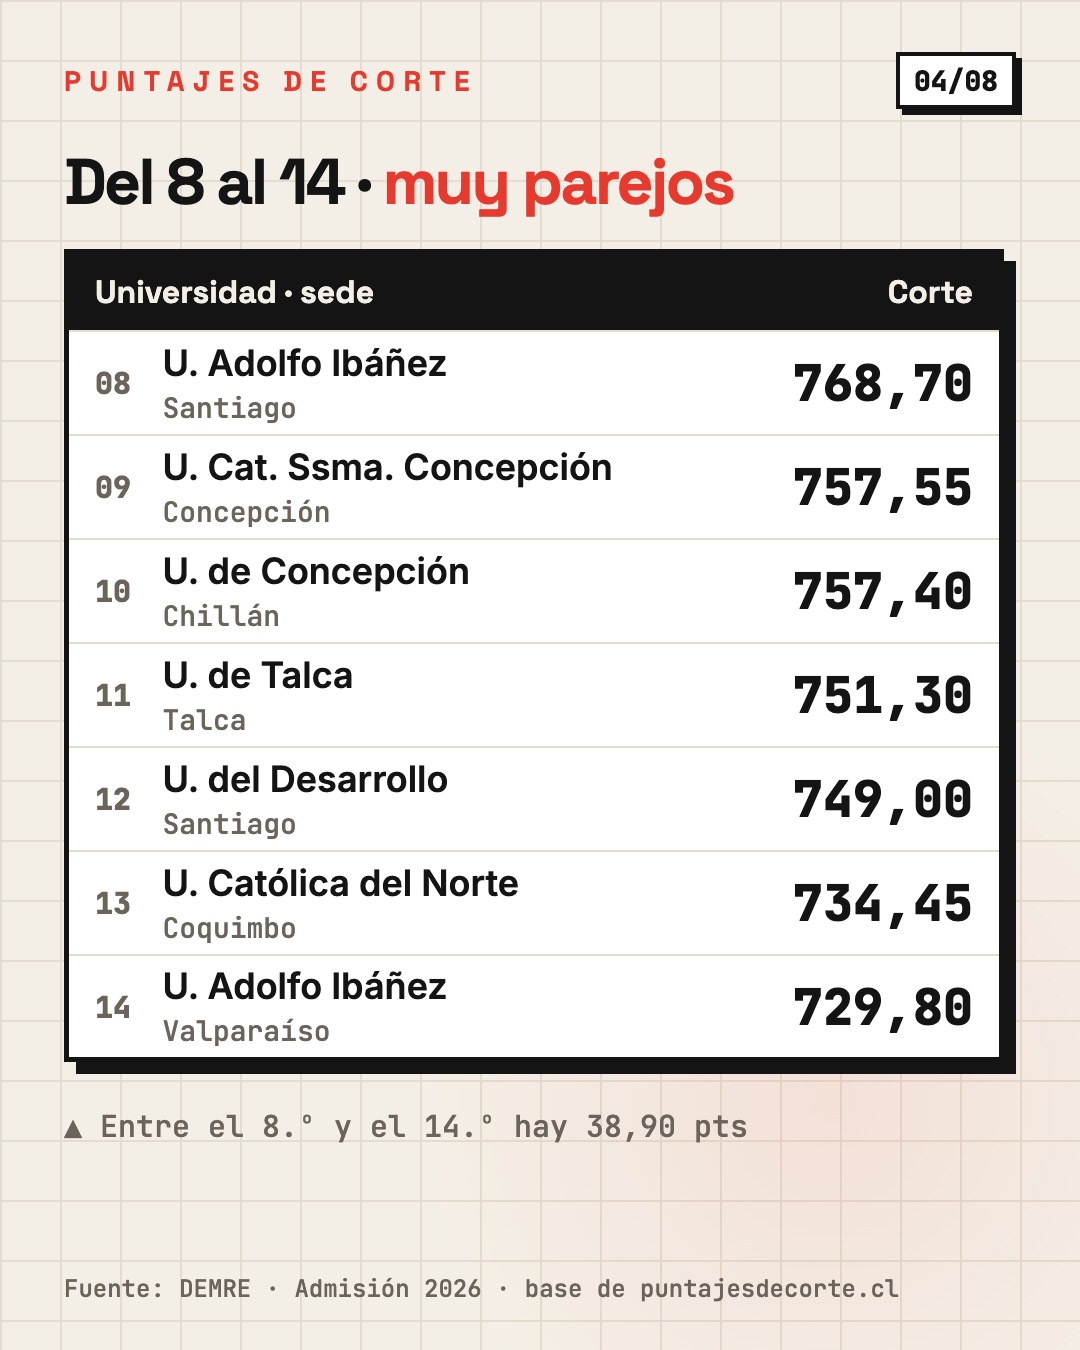 PUNTAJES DE CORTE
04/08
Del 8 al 14 · muy parejos
Universidad · sede Corte
08 U. Adolfo Ibáñez 768,70
Santiago
09 U. Cat. Ssma. Concepción 757,55
Concepción
10 U. de Concepción 757,40
Chillán
11 U. de Talca 751,30
Talca
12 U. del Desarrollo 749,00
Santiago
13 U. Católica del Norte 734,45
Coquimbo
14 U. Adolfo Ibáñez 729,80
Valparaíso
▲ Entre el 8.º y el 14.º hay 38,90 pts
Fuente: DEMRE · Admisión 2026 · base de puntajesdecorte.cl